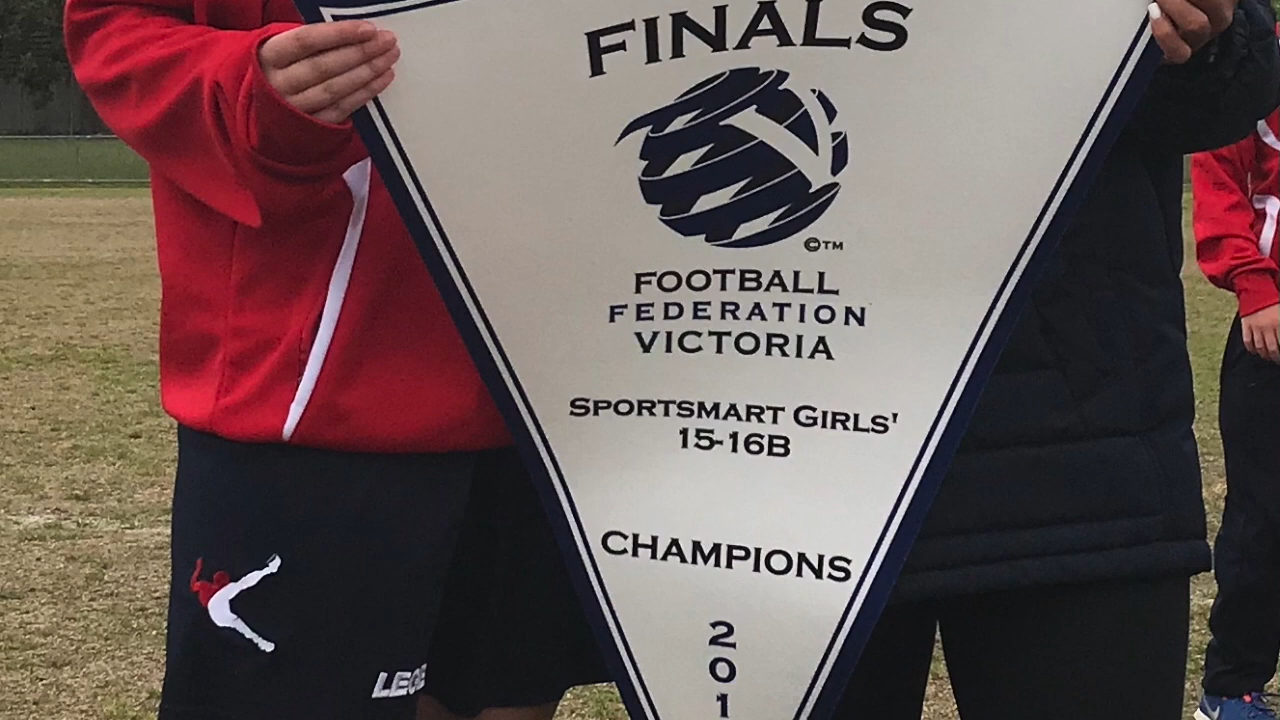 FINALS
©TM
FOOTBALL
FEDERATION
VICTORIA
SPORTSMART GIRLS'
15-16B
CHAMPIONS
2
0
1